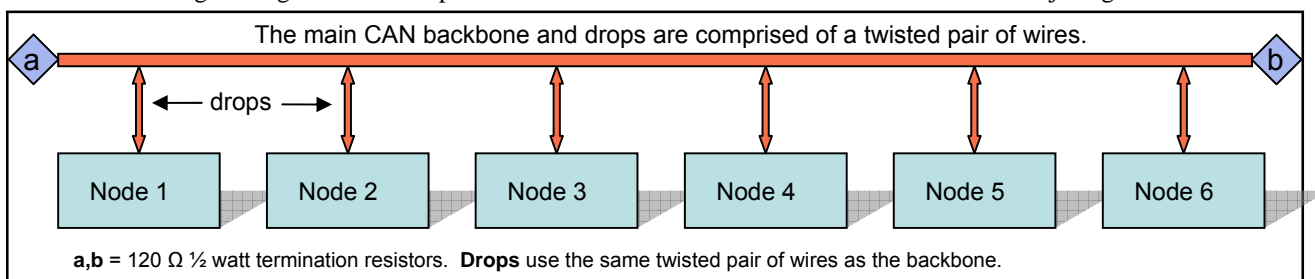 The main CAN backbone and drops are comprised of a twisted pair of wires.
a b
drops
Node 1 Node 2 Node 3 Node 4 Node 5 Node 6
a,b = 120 Ω ½ watt termination resistors. Drops use the same twisted pair of wires as the backbone.